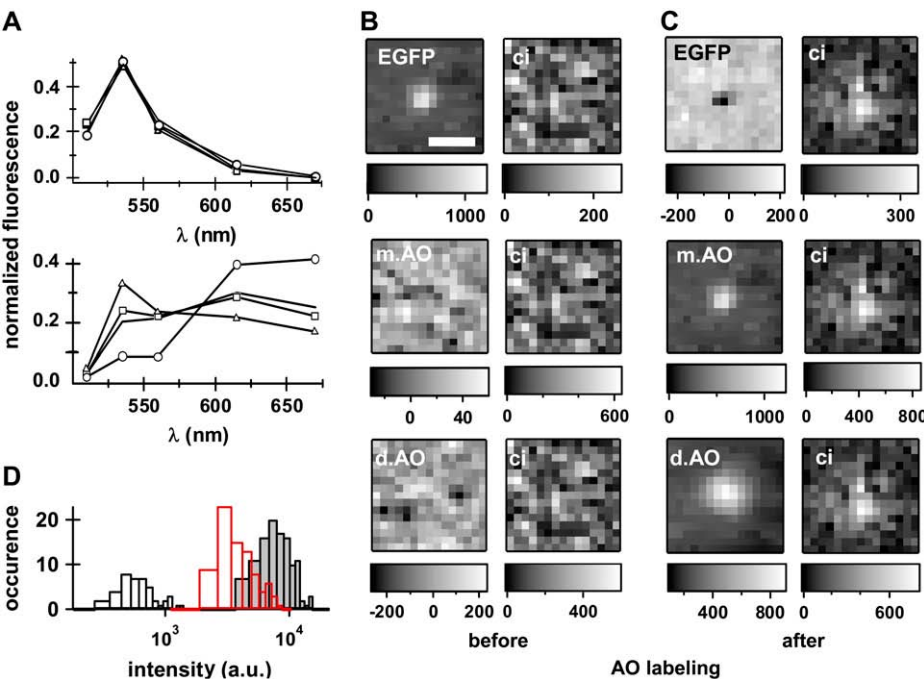 A
B
C
normalized fluorescence
0.4
0.2
0.0
550
600
650
λ (nm)
0.4
0.2
0.0
550
600
650
λ (nm)
EGFP
ci
EGFP
ci
0
1000
0
200
-200
0
200
0
300
m.AO
ci
m.AO
ci
0
40
0
600
0
1000
0
400
800
d.AO
ci
d.AO
ci
-200
0
200
0
400
400
800
0
600
before
after
AO labeling
D
occurence
20
10
0
10³
10⁴
intensity (a.u.)